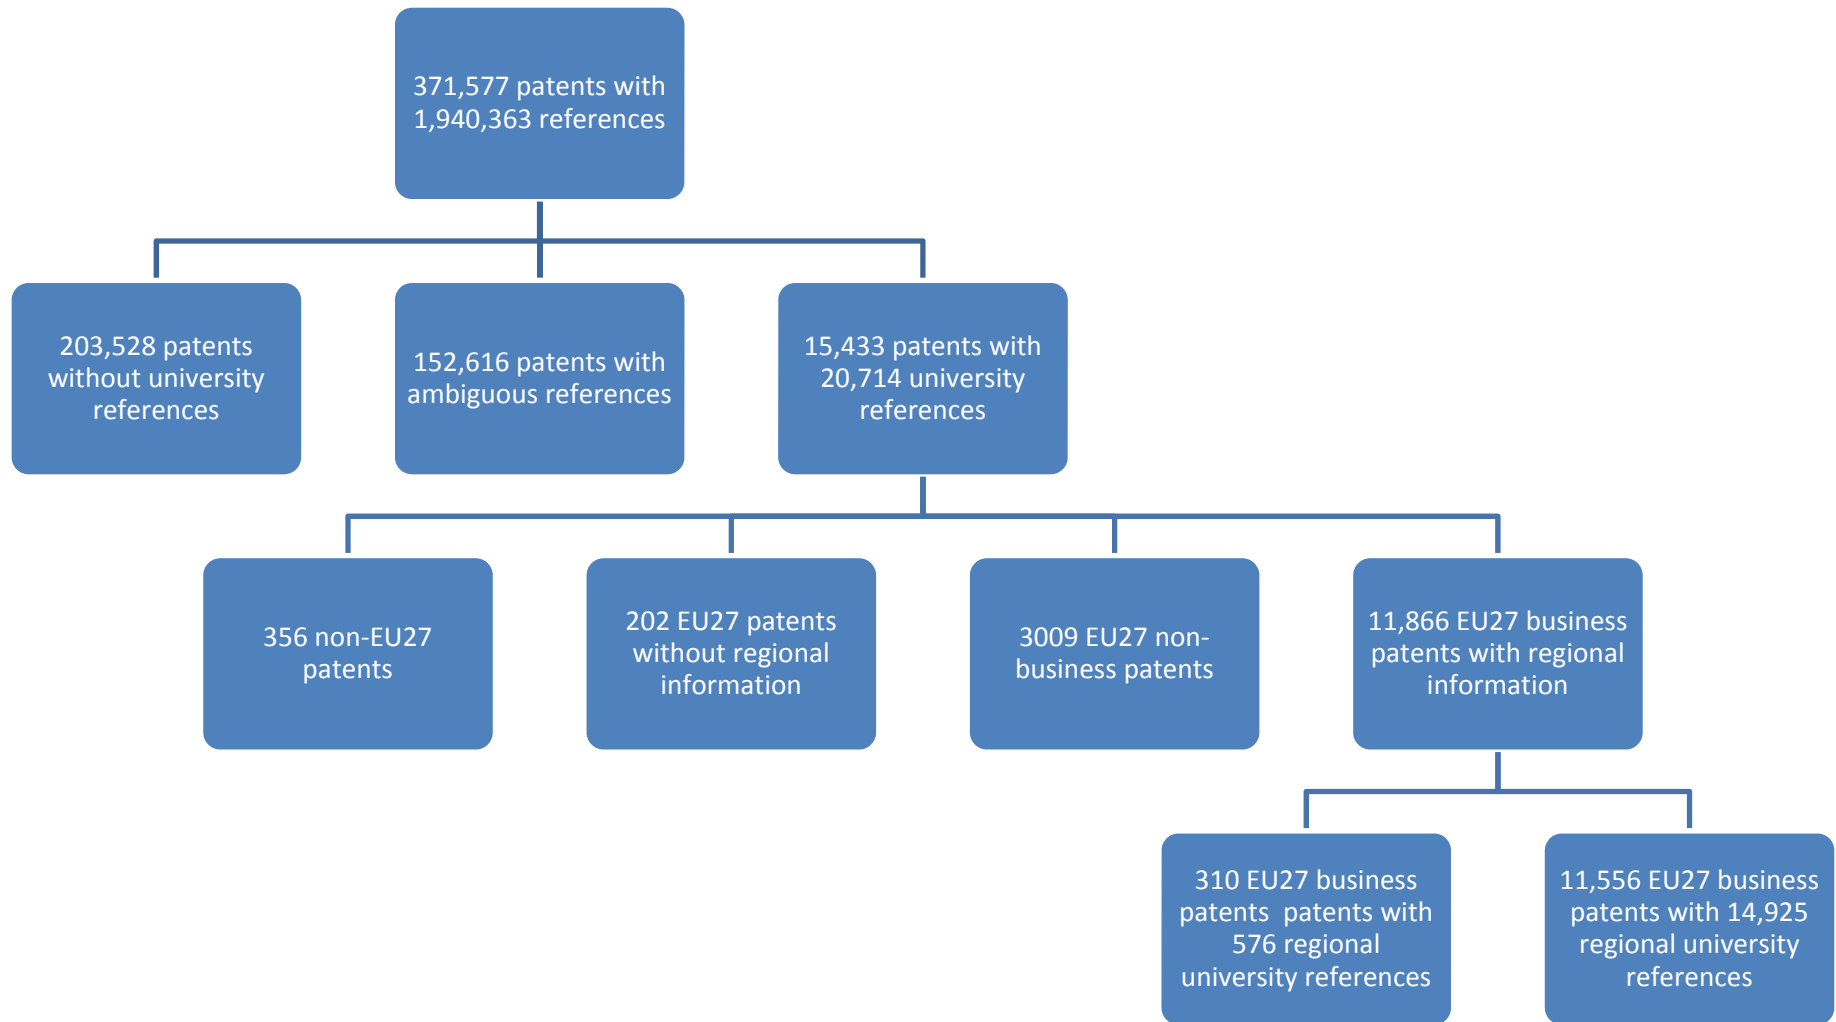 371,577 patents with
1,940,363 references
203,528 patents
without university
references
152,616 patents with
ambiguous references
15,433 patents with
20,714 university
references
356 non-EU27
patents
202 EU27 patents
without regional
information
3009 EU27 non-
business patents
11,866 EU27 business
patents with regional
information
310 EU27 business
patents  patents with
576 regional
university references
11,556 EU27 business
patents with 14,925
regional university
references